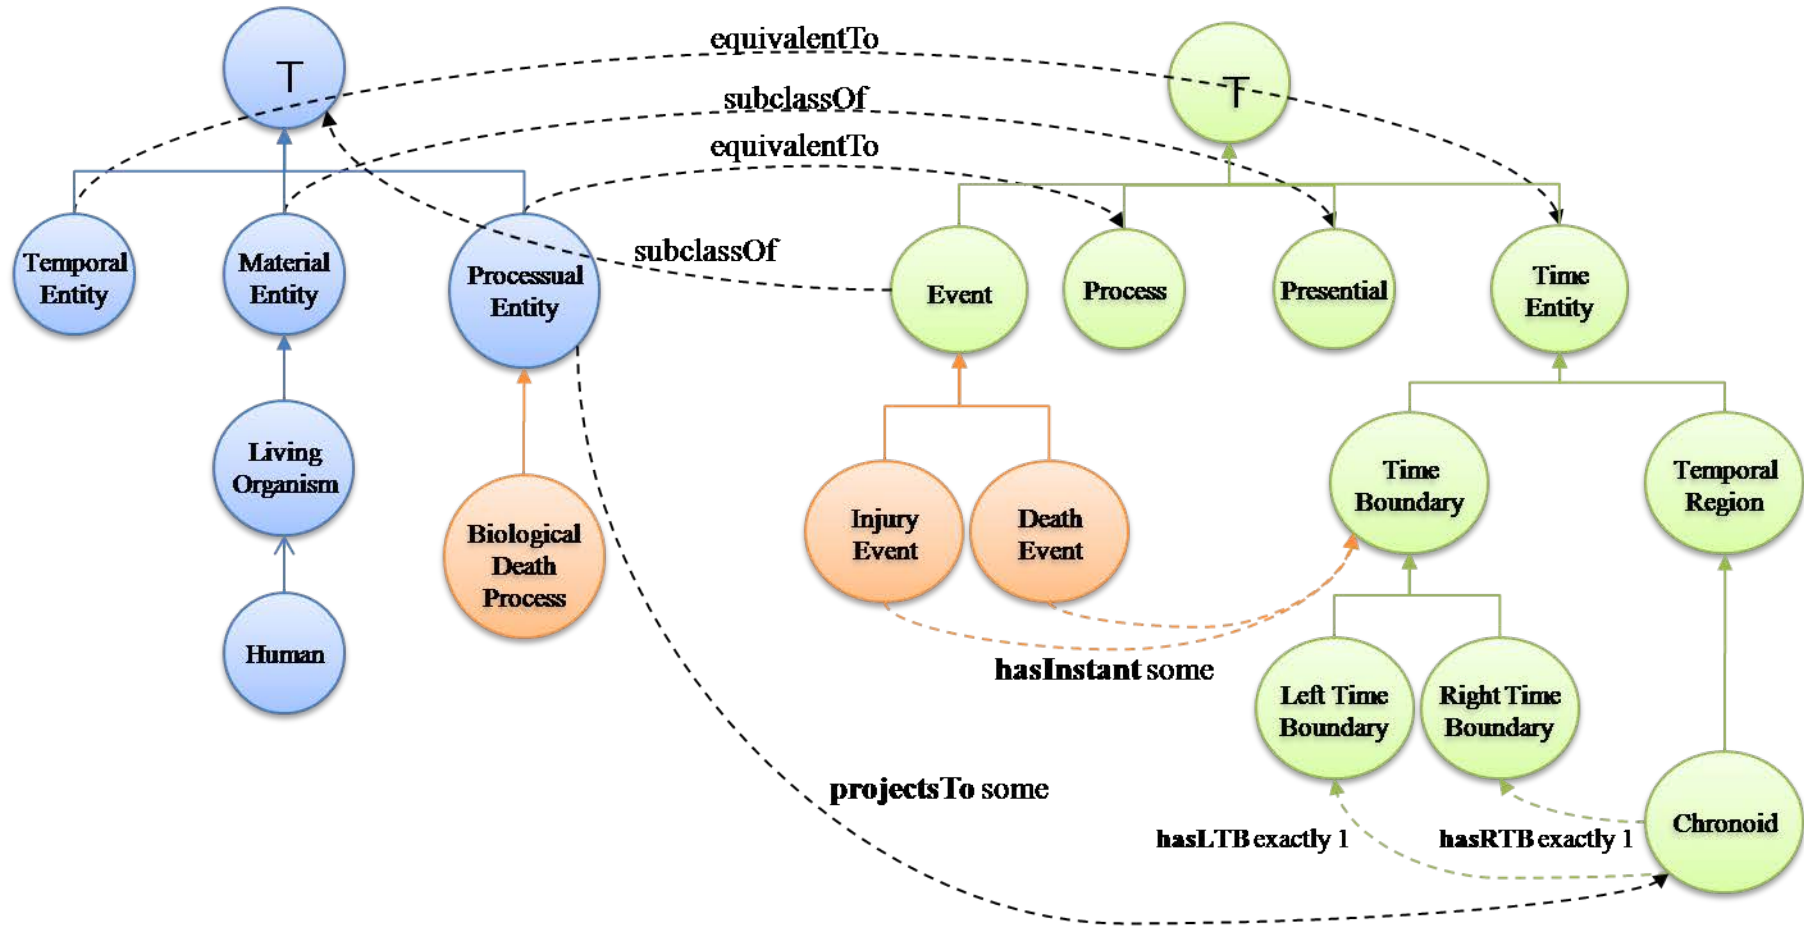 equivalentTo
⊤
⊤
subclassOf
equivalentTo
subclassOf
Temporal
Entity
Material
Entity
Processual
Entity
Event
Process
Presential
Time
Entity
Living
Organism
Biological
Death
Process
Injury
Event
Death
Event
Time
Boundary
Temporal
Region
Human
hasInstant some
Left Time
Boundary
Right Time
Boundary
projectsTo some
hasLTB exactly 1
hasRTB exactly 1
Chronoid